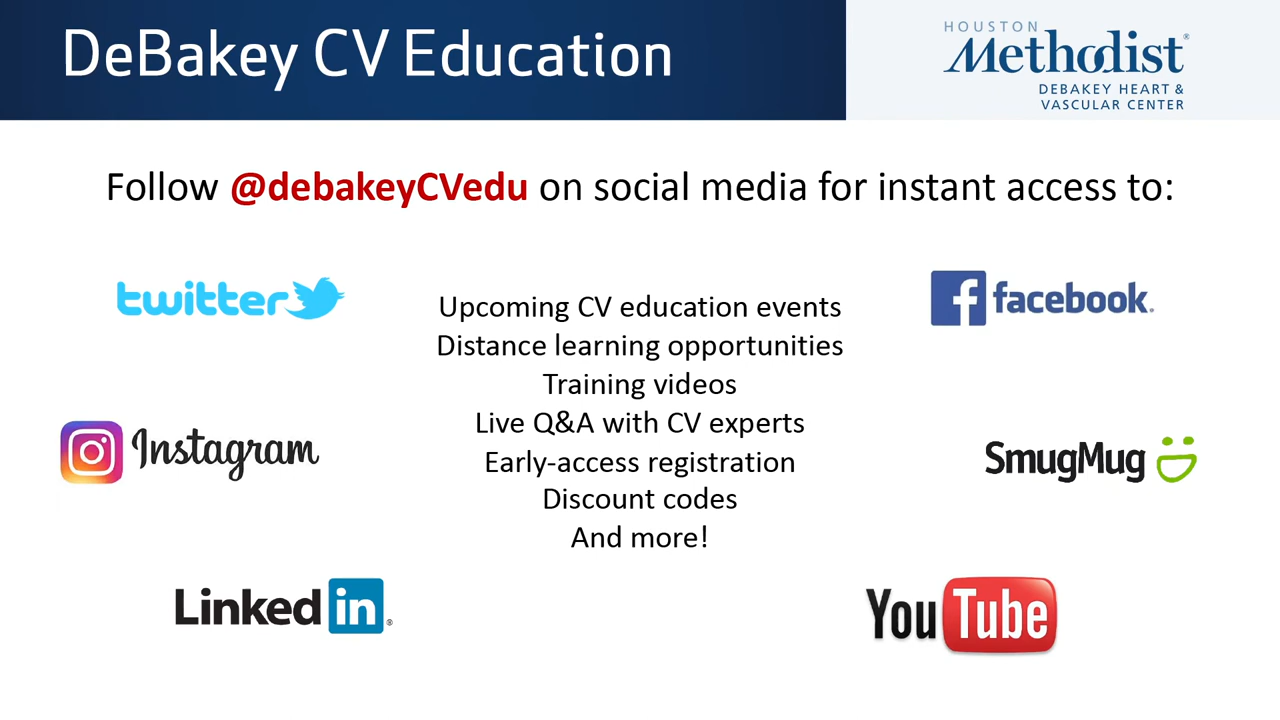 DeBakey CV Education
HOUSTON
Methodist®
DEBAKEY HEART &
VASCULAR CENTER
Follow @debakeyCVedu on social media for instant access to:
twitter
facebook.
Upcoming CV education events
Distance learning opportunities
Training videos
Live Q&A with CV experts
Early-access registration
Discount codes
And more!
Instagram
SmugMug
Linked in®
YouTube